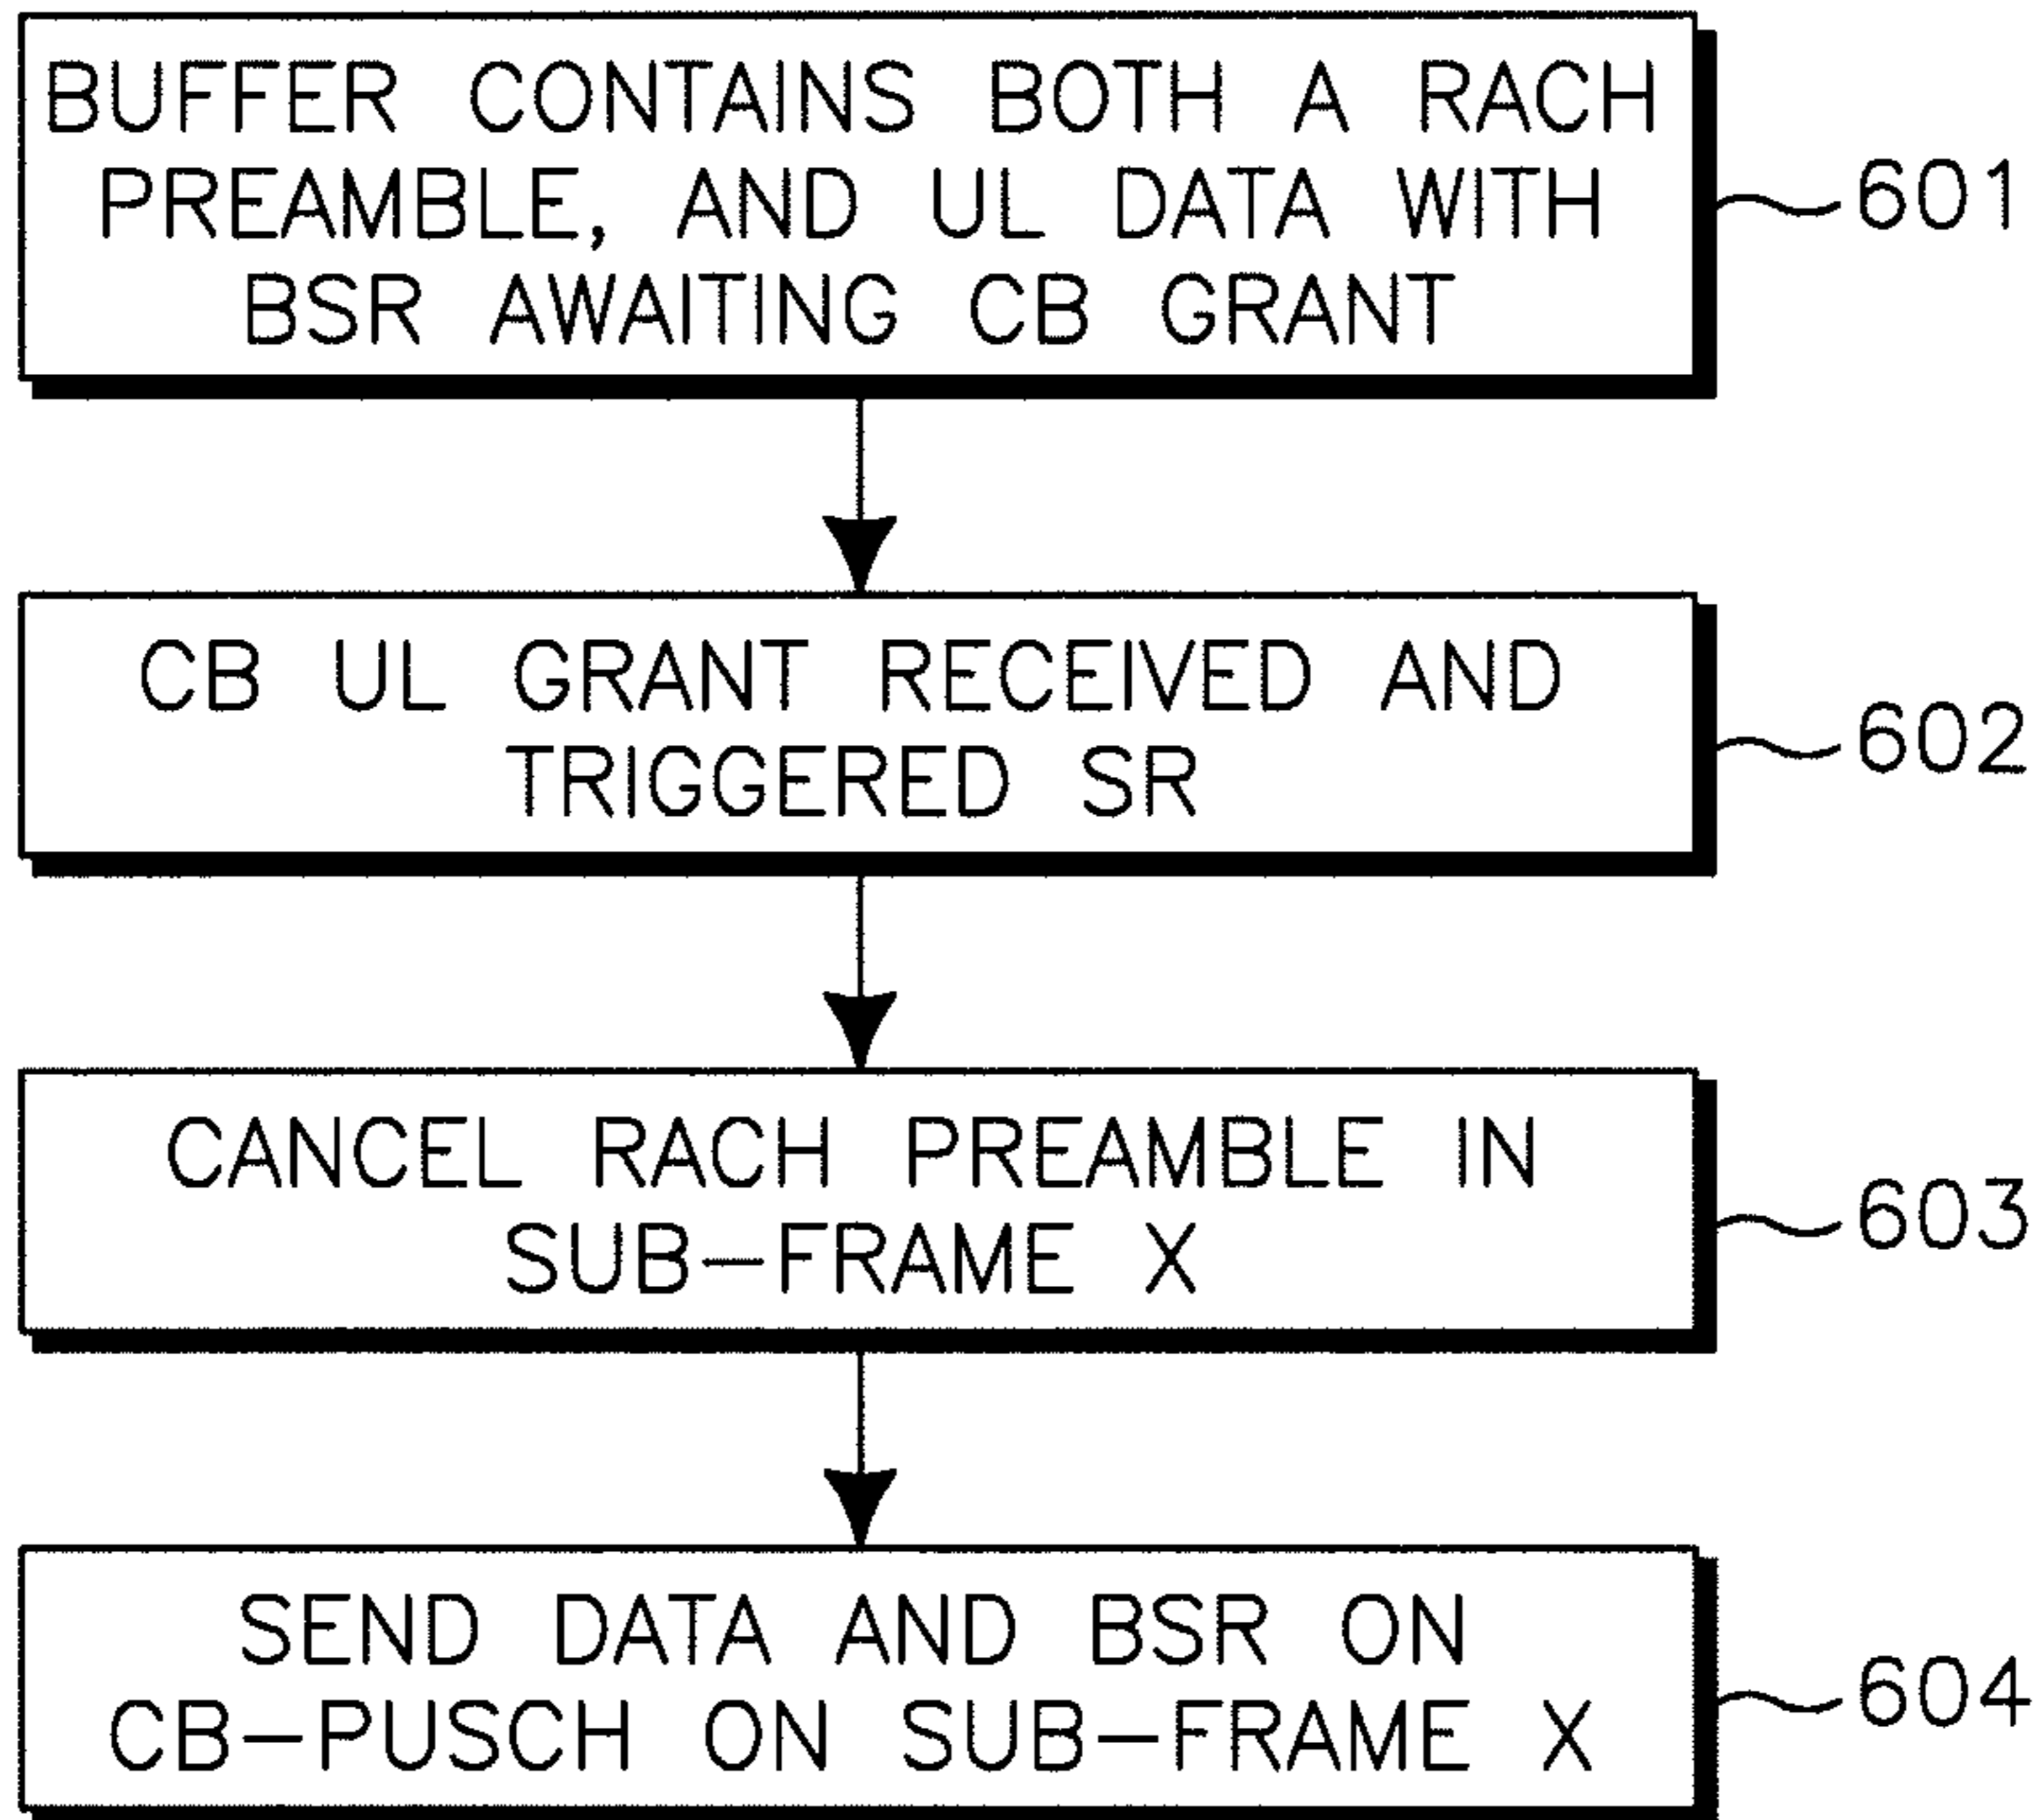 BUFFER CONTAINS BOTH A RACH
PREAMBLE, AND UL DATA WITH
BSR AWAITING CB GRANT
601
CB UL GRANT RECEIVED AND
TRIGGERED SR
602
CANCEL RACH PREAMBLE IN
SUB-FRAME X
603
SEND DATA AND BSR ON
CB-PUSCH ON SUB-FRAME X
604